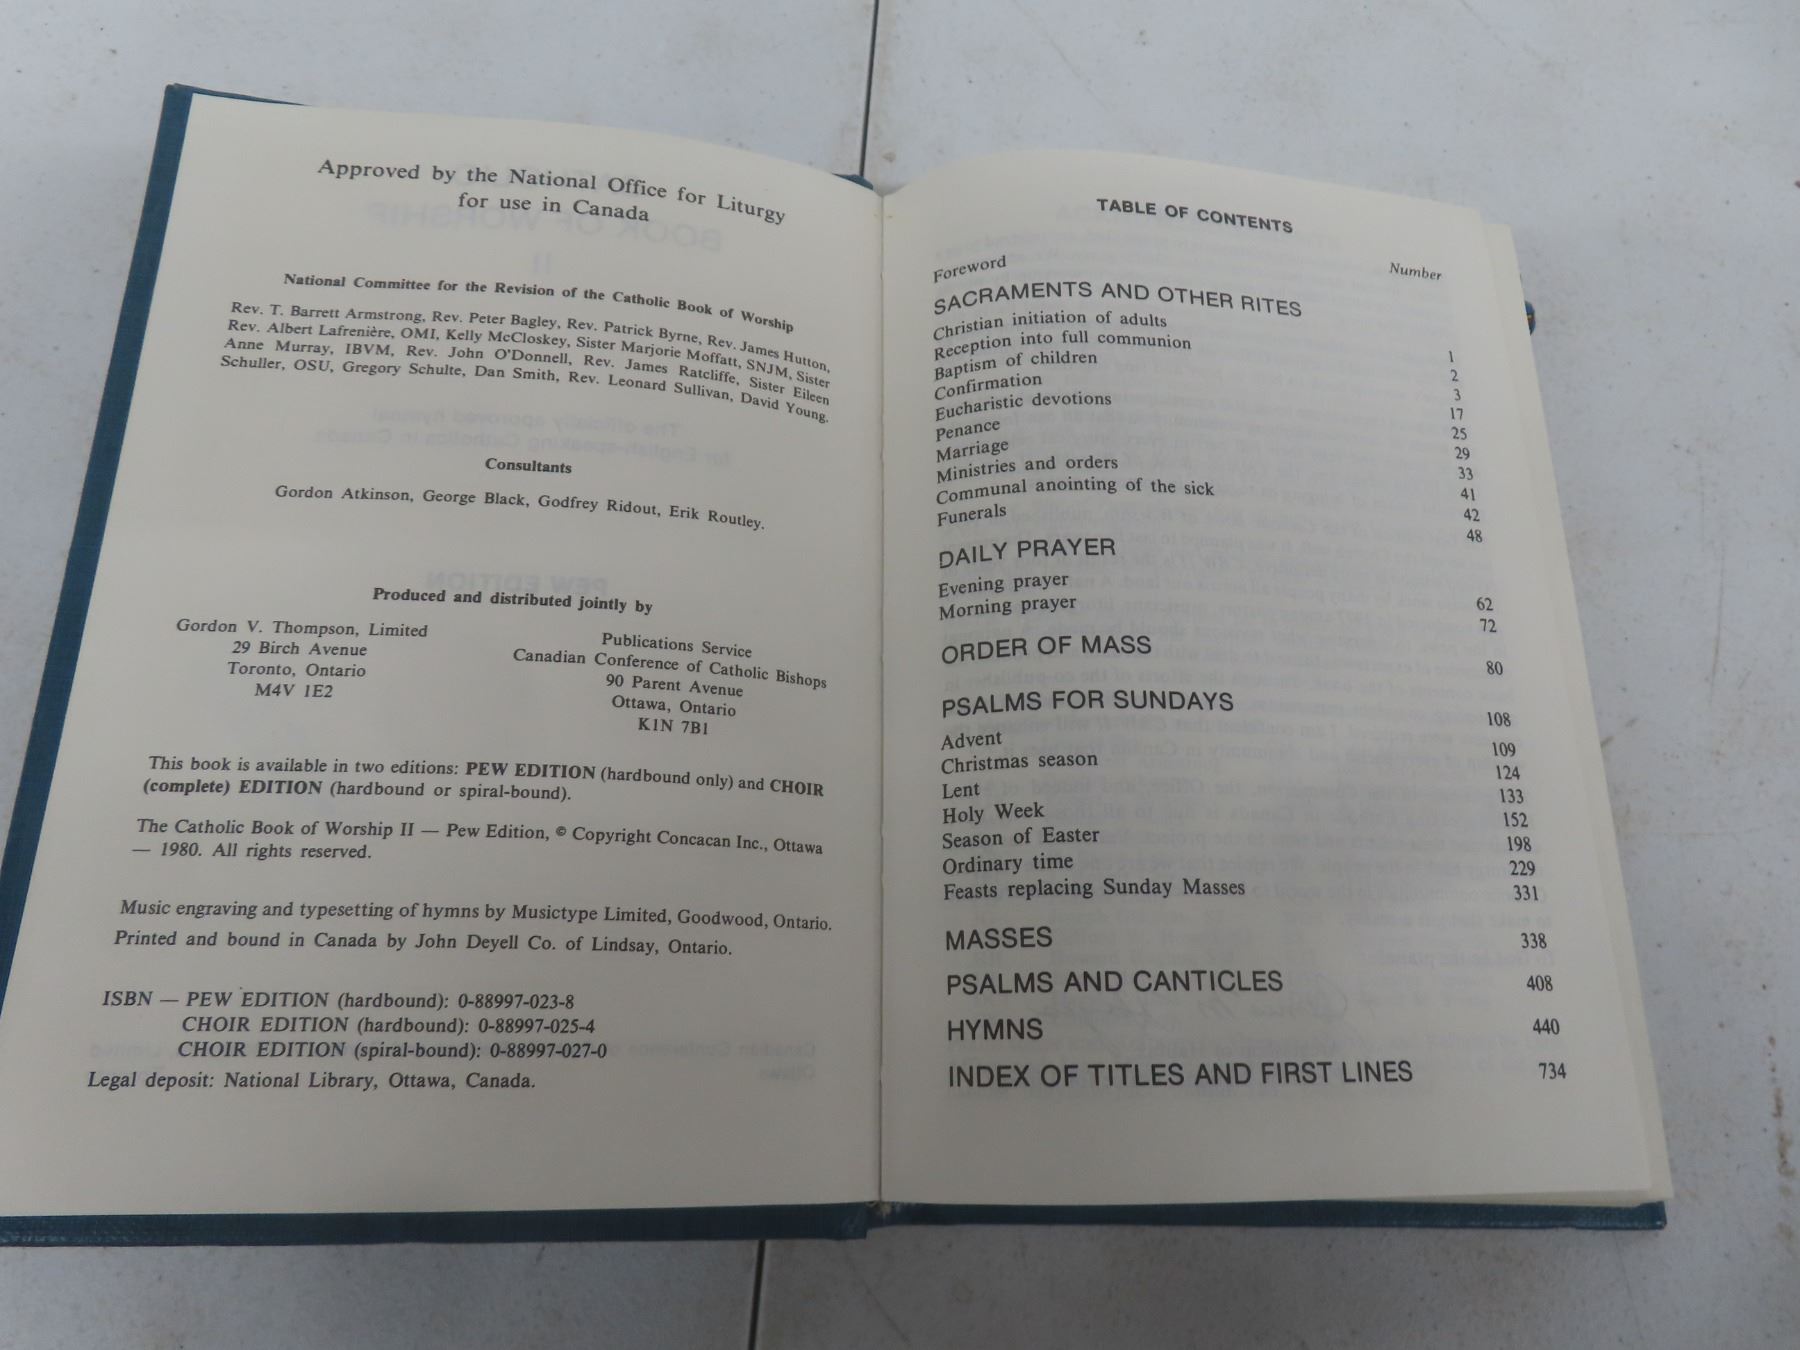 Approved by the National Office for Liturgy
for use in Canada
National Committee for the Revision of the Catholic Book of Worship
Rev. T. Barrett Armstrong, Rev. Peter Bagley, Rev. Patrick Byrne, Rev. James Hutton,
Rev. Albert Lafrenière, OMI, Kelly McCloskey, Sister Marjorie Moffatt, SNJM, Sister
Anne Murray, IBVM, Rev. John O'Donnell, Rev. James Ratcliffe, Sister Eileen
Schuller, OSU, Gregory Schulte, Dan Smith, Rev. Leonard Sullivan, David Young.
Consultants
Gordon Atkinson, George Black, Godfrey Ridout, Erik Routley.
Produced and distributed jointly by
Gordon V. Thompson, Limited
29 Birch Avenue
Toronto, Ontario
M4V 1E2
Publications Service
Canadian Conference of Catholic Bishops
90 Parent Avenue
Ottawa, Ontario
K1N 7B1
This book is available in two editions: PEW EDITION (hardbound only) and CHOIR
(complete) EDITION (hardbound or spiral-bound).
The Catholic Book of Worship II — Pew Edition, © Copyright Concacan Inc., Ottawa
— 1980. All rights reserved.
Music engraving and typesetting of hymns by Musictype Limited, Goodwood, Ontario.
Printed and bound in Canada by John Deyell Co. of Lindsay, Ontario.
ISBN — PEW EDITION (hardbound): 0-88997-023-8
CHOIR EDITION (hardbound): 0-88997-025-4
CHOIR EDITION (spiral-bound): 0-88997-027-0
Legal deposit: National Library, Ottawa, Canada.
TABLE OF CONTENTS
Foreword Number
SACRAMENTS AND OTHER RITES
Christian initiation of adults 1
Reception into full communion 2
Baptism of children 3
Confirmation 17
Eucharistic devotions 25
Penance 29
Marriage 33
Ministries and orders 41
Communal anointing of the sick 42
Funerals 48
DAILY PRAYER
Evening prayer 62
Morning prayer 72
ORDER OF MASS 80
PSALMS FOR SUNDAYS 108
Advent 109
Christmas season 124
Lent 133
Holy Week 152
Season of Easter 198
Ordinary time 229
Feasts replacing Sunday Masses 331
MASSES 338
PSALMS AND CANTICLES 408
HYMNS 440
INDEX OF TITLES AND FIRST LINES 734